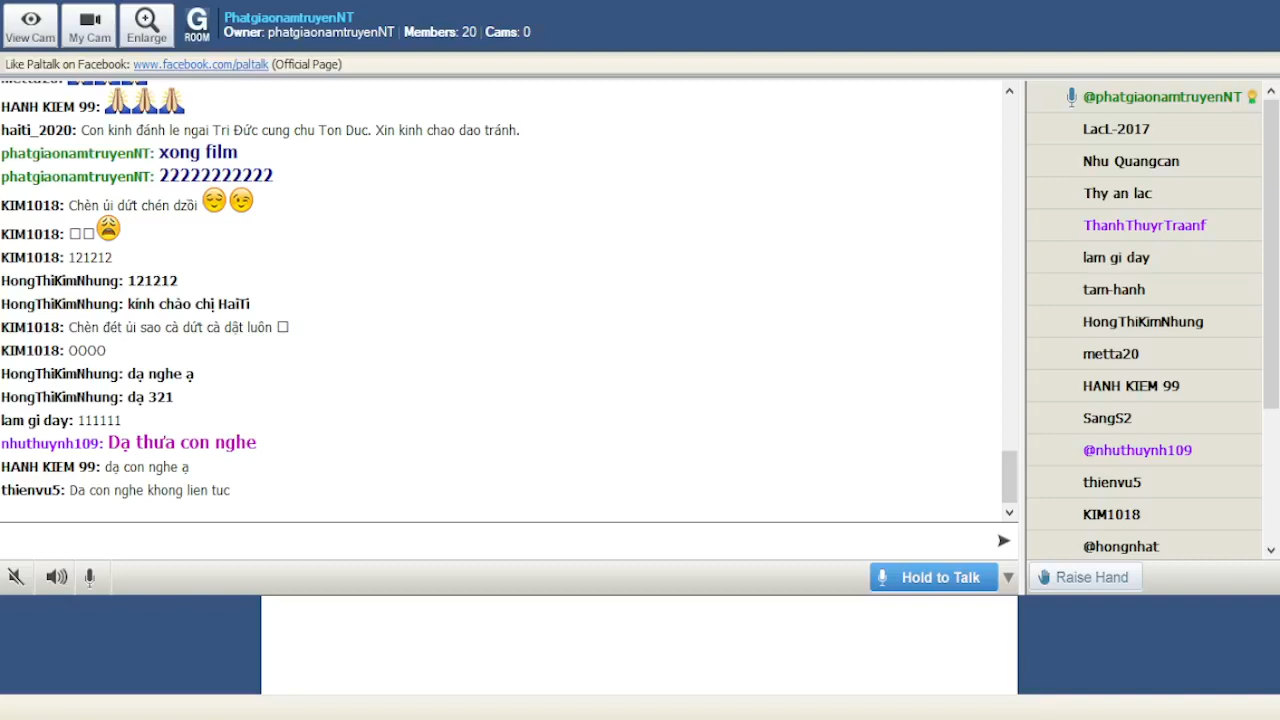 View Cam
My Cam
Enlarge
G
ROOM
PhatgiaonamtruyenNT
Owner: phatgiaonamtruyenNT | Members: 20 | Cams: 0
Like Paltalk on Facebook: www.facebook.com/paltalk (Official Page)
metta20:
HANH KIEM 99:
haiti_2020: Con kinh đánh le ngai Tri Đức cung chu Ton Duc. Xin kinh chao dao tránh.
phatgiaonamtruyenNT: xong film
phatgiaonamtruyenNT: 22222222222
KIM1018: Chèn ủi dứt chén dzồi
KIM1018:
KIM1018: 121212
HongThiKimNhung: 121212
HongThiKimNhung: kính chào chị HaiTi
KIM1018: Chèn đét ủi sao cà dứt cà dật luôn
KIM1018: OOOO
HongThiKimNhung: dạ nghe ạ
HongThiKimNhung: dạ 321
lam gi day: 111111
nhuthuynh109: Dạ thưa con nghe
HANH KIEM 99: dạ con nghe ạ
thienvu5: Da con nghe khong lien tuc
Hold to Talk
@phatgiaonamtruyenNT
LacL-2017
Nhu Quangcan
Thy an lac
ThanhThuyrTraanf
lam gi day
tam-hanh
HongThiKimNhung
metta20
HANH KIEM 99
SangS2
@nhuthuynh109
thienvu5
KIM1018
@hongnhat
Raise Hand